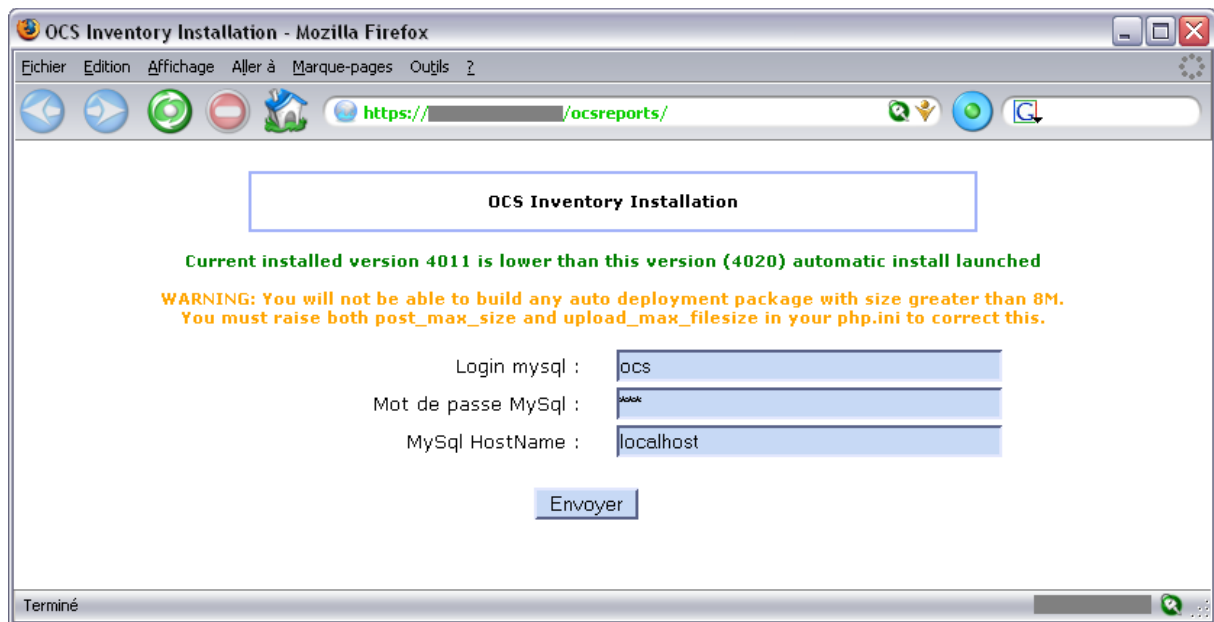 OCS Inventory Installation - Mozilla Firefox
Fichier Edition Affichage Aller à Marque-pages Outils ?
https:// /ocsreports/
G
OCS Inventory Installation
Current installed version 4011 is lower than this version (4020) automatic install launched
WARNING: You will not be able to build any auto deployment package with size greater than 8M.
You must raise both post_max_size and upload_max_filesize in your php.ini to correct this.
Login mysql : ocs
Mot de passe MySql : ****
MySql HostName : localhost
Envoyer
Terminé